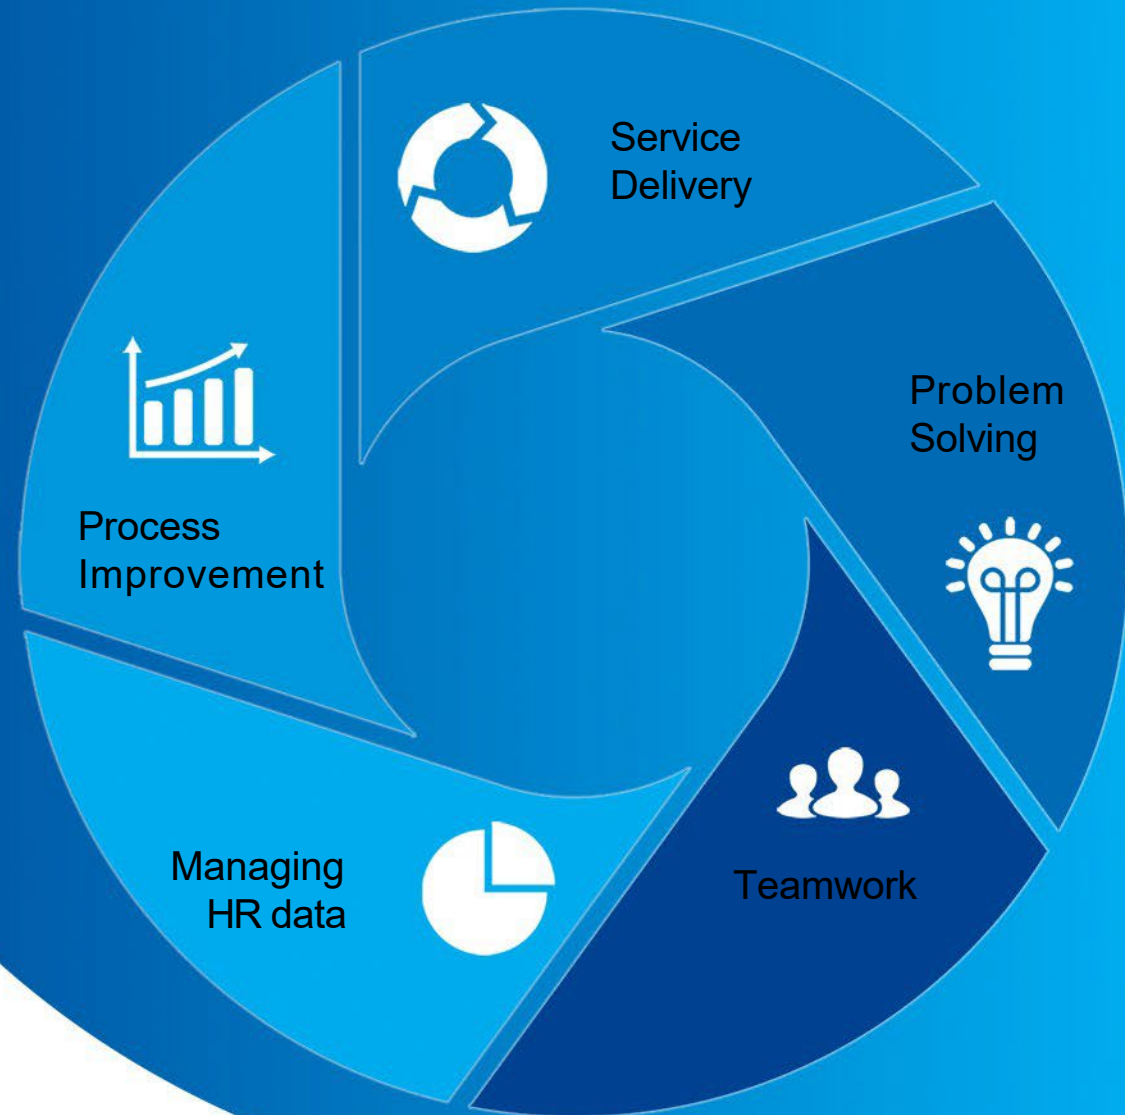 Service
Delivery
Problem
Solving
Process
Improvement
Managing
HR data
Teamwork